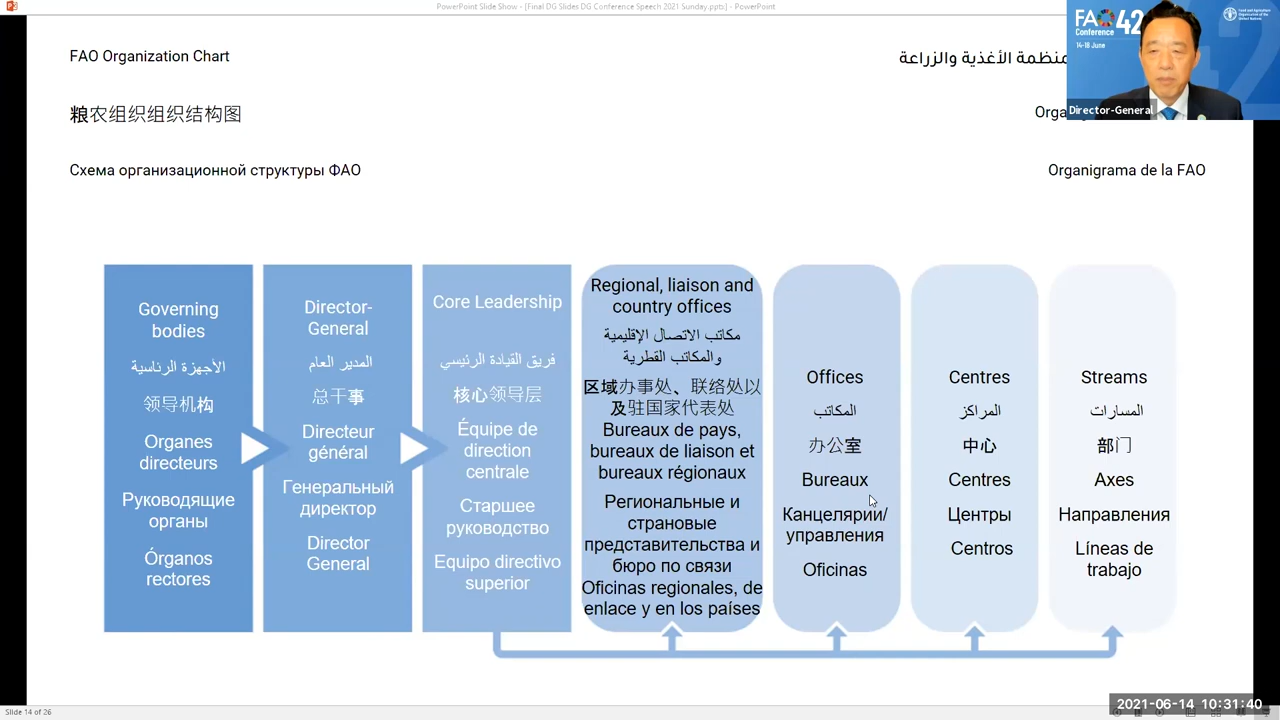 PowerPoint Slide Show - [Final DG Slides DG Conference Speech 2021 Sunday.pptx] - PowerPoint
FAO Organization Chart
منظمة الأغذية والزراعة
粮农组织组织结构图
Схема организационной структуры ФАО
Organigrama de la FAO
FAO 42
Conference
14-18 June
Food and Agriculture
Organization of the
United Nations
Director-General
Governing
bodies
الأجهزة الرئاسية
领导机构
Organes
directeurs
Руководящие
органы
Órganos
rectores
Director-
General
المدير العام
总干事
Directeur
général
Генеральный
директор
Director
General
Core Leadership
فريق القيادة الرئيسي
核心领导层
Équipe de
direction
centrale
Старшее
руководство
Equipo directivo
superior
Regional, liaison and
country offices
مكاتب الاتصال الإقليمية
والمكاتب القطرية
区域办事处、联络处以
及驻国家代表处
Bureaux de pays,
bureaux de liaison et
bureaux régionaux
Региональные и
страновые
представительства и
бюро по связи
Oficinas regionales, de
enlace y en los países
Offices
المكاتب
办公室
Bureaux
Канцелярии/
управления
Oficinas
Centres
المراكز
中心
Centres
Центры
Centros
Streams
المسارات
部门
Axes
Направления
Líneas de
trabajo
Slide 14 of 26
2021-06-14 10:31:40